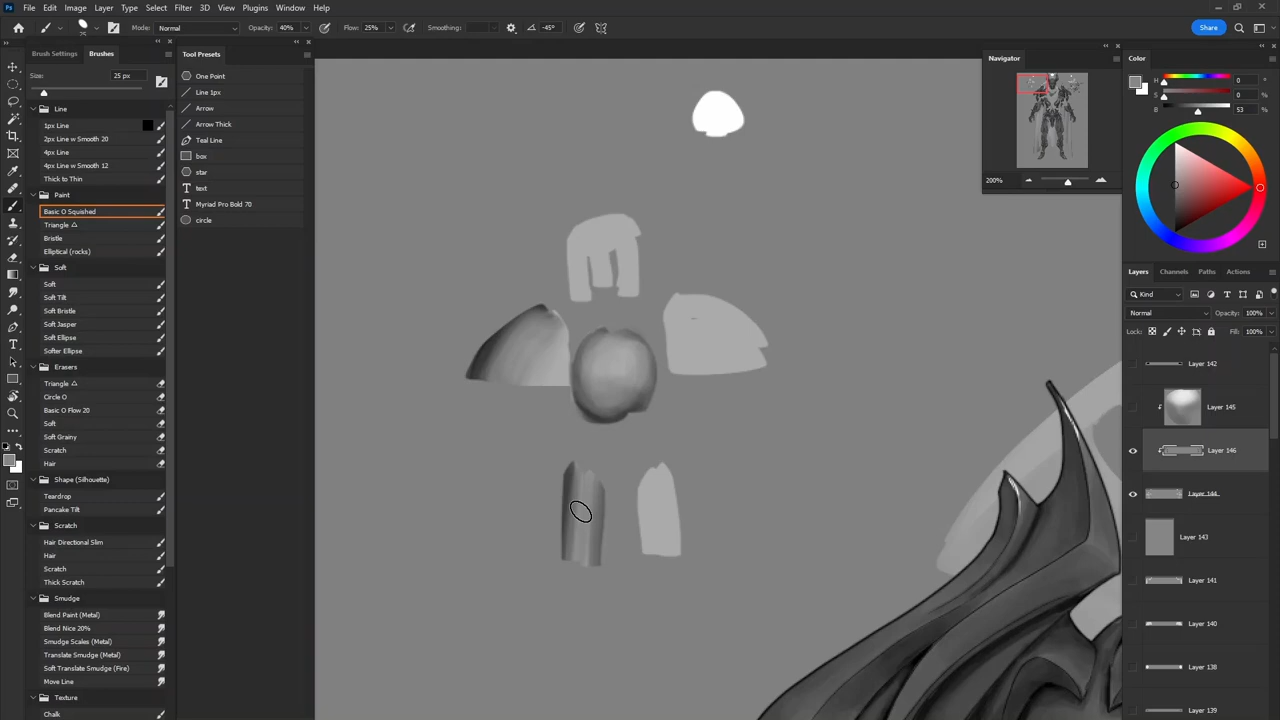 Ps File Edit Image Layer Type Select Filter 3D View Plugins Window Help
25 Mode: Normal Opacity: 40% Flow: 25% Smoothing: -45° Share
Brush Settings Brushes
Size: 25 px
Line
1px Line
2px Line w Smooth 20
4px Line
4px Line w Smooth 12
Thick to Thin
Paint
Basic O Squished
Triangle
Bristle
Elliptical (rocks)
Soft
Soft
Soft Tilt
Soft Bristle
Soft Jasper
Soft Ellipse
Softer Ellipse
Erasers
Triangle
Circle O
Basic O Flow 20
Soft
Soft Grainy
Scratch
Hair
Shape (Silhouette)
Teardrop
Pancake Tilt
Scratch
Hair Directional Slim
Hair
Scratch
Thick Scratch
Smudge
Blend Paint (Metal)
Blend Nice 20%
Smudge Scales (Metal)
Translate Smudge (Metal)
Soft Translate Smudge (Fire)
Move Line
Texture
Chalk
Tool Presets
One Point
Line 1px
Arrow
Arrow Thick
Teal Line
box
star
text
Myriad Pro Bold 70
circle
Navigator
200%
Color
H 0 °
S 0 %
B 53 %
Layers Channels Paths Actions
Kind
Normal Opacity: 100%
Lock: Fill: 100%
Layer 142
Layer 145
Layer 146
Layer 144
Layer 143
Layer 141
Layer 140
Layer 138
Layer 139